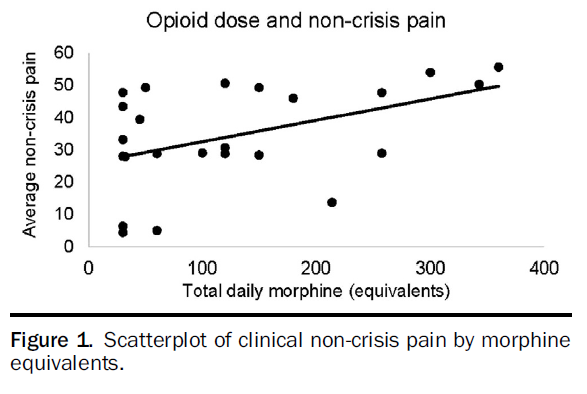 Opioid dose and non-crisis pain
Average non-crisis pain
60
50
40
30
20
10
0
0 100 200 300 400
Total daily morphine (equivalents)
Figure 1. Scatterplot of clinical non-crisis pain by morphine
equivalents.